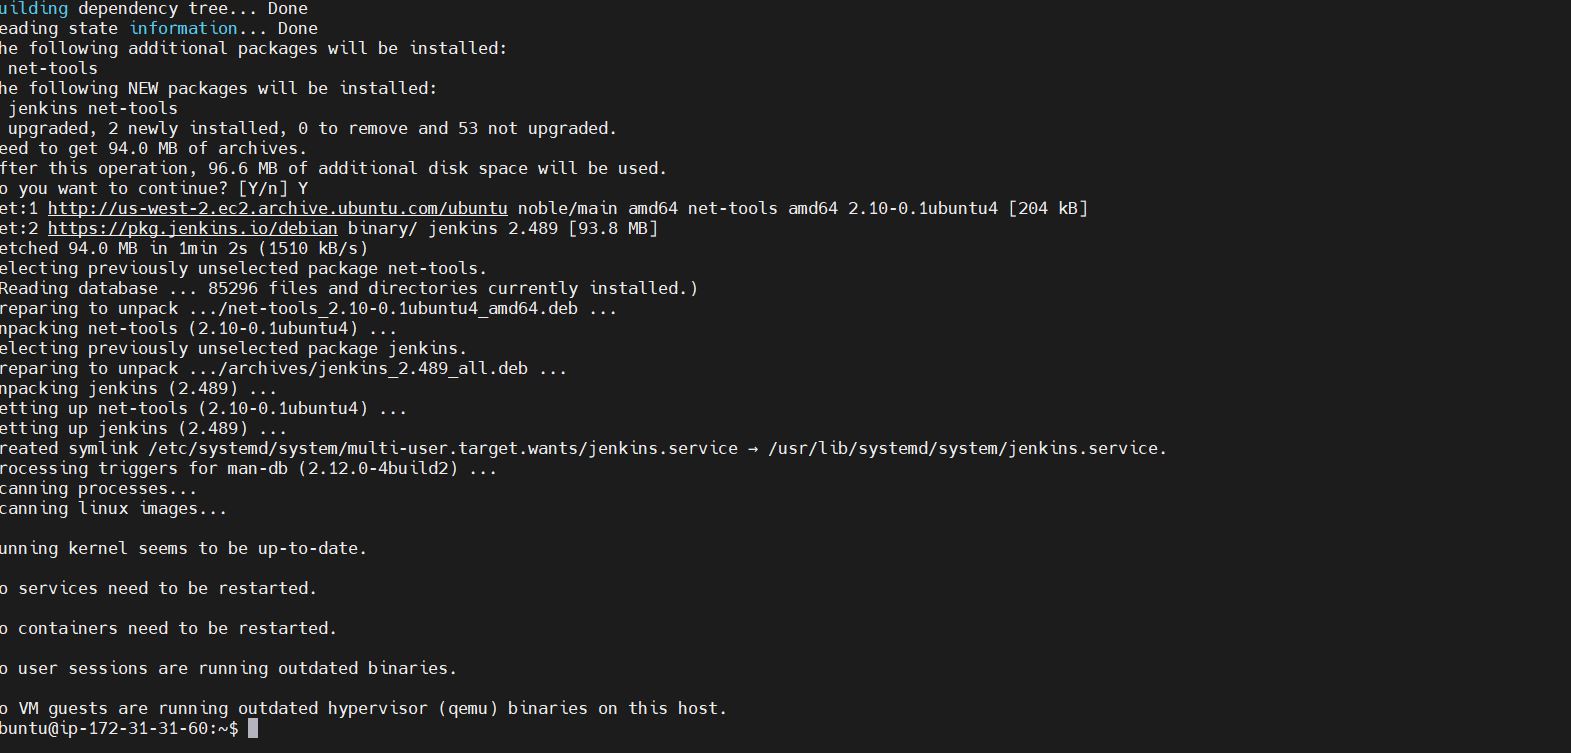 uilding dependency tree... Done
eading state information... Done
he following additional packages will be installed:
net-tools
he following NEW packages will be installed:
jenkins net-tools
upgraded, 2 newly installed, 0 to remove and 53 not upgraded.
eed to get 94.0 MB of archives.
fter this operation, 96.6 MB of additional disk space will be used.
o you want to continue? [Y/n] Y
et:1 http://us-west-2.ec2.archive.ubuntu.com/ubuntu noble/main amd64 net-tools amd64 2.10-0.1ubuntu4 [204 kB]
et:2 https://pkg.jenkins.io/debian binary/ jenkins 2.489 [93.8 MB]
etched 94.0 MB in 1min 2s (1510 kB/s)
electing previously unselected package net-tools.
Reading database ... 85296 files and directories currently installed.)
reparing to unpack .../net-tools_2.10-0.1ubuntu4_amd64.deb ...
npacking net-tools (2.10-0.1ubuntu4) ...
electing previously unselected package jenkins.
reparing to unpack .../archives/jenkins_2.489_all.deb ...
npacking jenkins (2.489) ...
etting up net-tools (2.10-0.1ubuntu4) ...
etting up jenkins (2.489) ...
reated symlink /etc/systemd/system/multi-user.target.wants/jenkins.service → /usr/lib/systemd/system/jenkins.service.
rocessing triggers for man-db (2.12.0-4build2) ...
canning processes...
canning linux images...
unning kernel seems to be up-to-date.
o services need to be restarted.
o containers need to be restarted.
o user sessions are running outdated binaries.
o VM guests are running outdated hypervisor (qemu) binaries on this host.
buntu@ip-172-31-31-60:~$